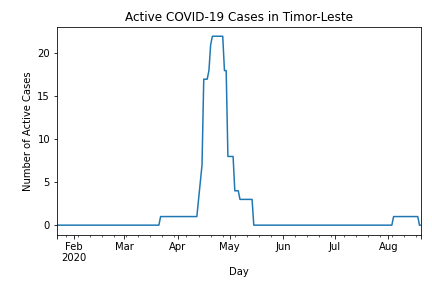 Active COVID-19 Cases in Timor-Leste
Number of Active Cases
20
15
10
5
0
Feb Mar Apr May Jun Jul Aug
2020
Day